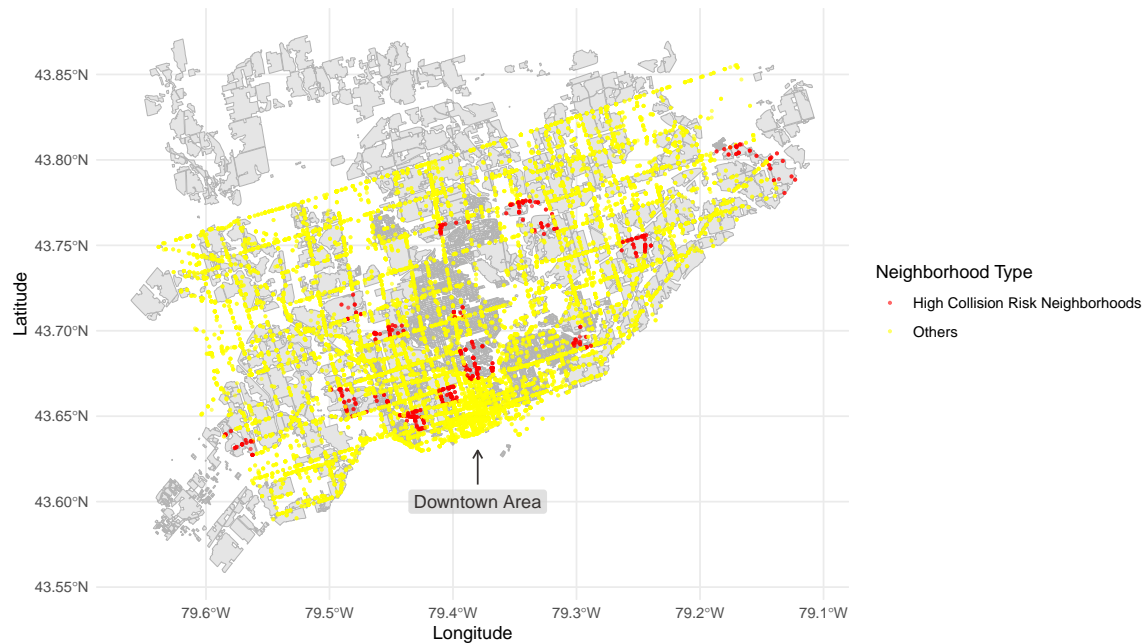 43.85°N
43.80°N
43.75°N
43.70°N
43.65°N
43.60°N
43.55°N
Latitude
Downtown Area
79.6°W 79.5°W 79.4°W 79.3°W 79.2°W 79.1°W
Longitude
Neighborhood Type
High Collision Risk Neighborhoods
Others